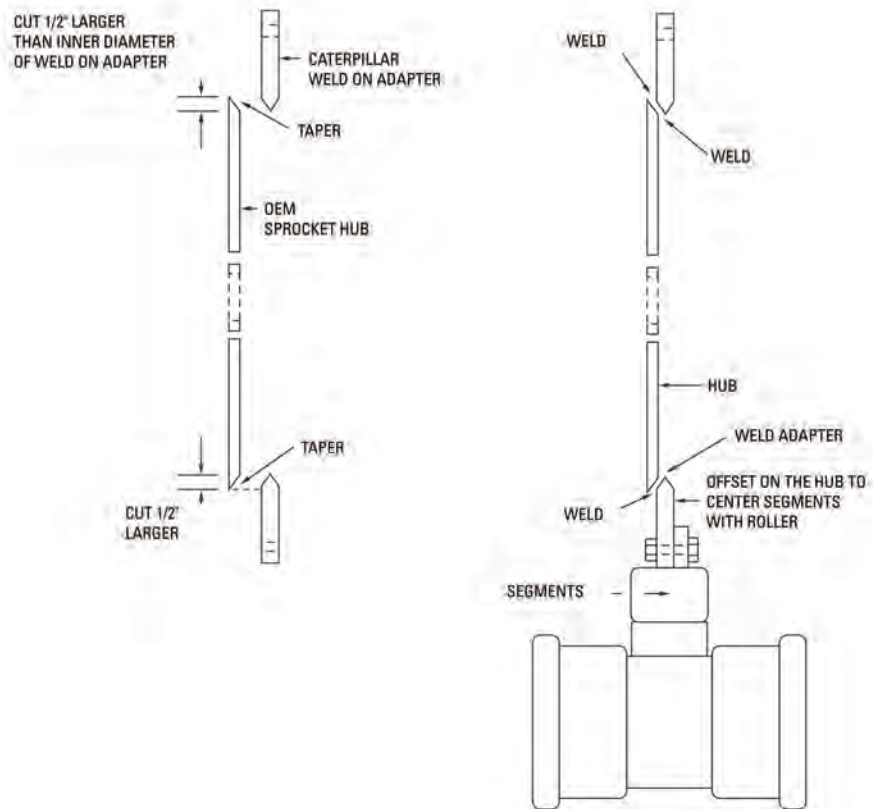 CUT 1/2" LARGER
THAN INNER DIAMETER
OF WELD ON ADAPTER
CATERPILLAR
WELD ON ADAPTER
TAPER
OEM
SPROCKET HUB
TAPER
CUT 1/2"
LARGER
WELD
WELD
HUB
WELD ADAPTER
OFFSET ON THE HUB TO
CENTER SEGMENTS
WITH ROLLER
WELD
SEGMENTS